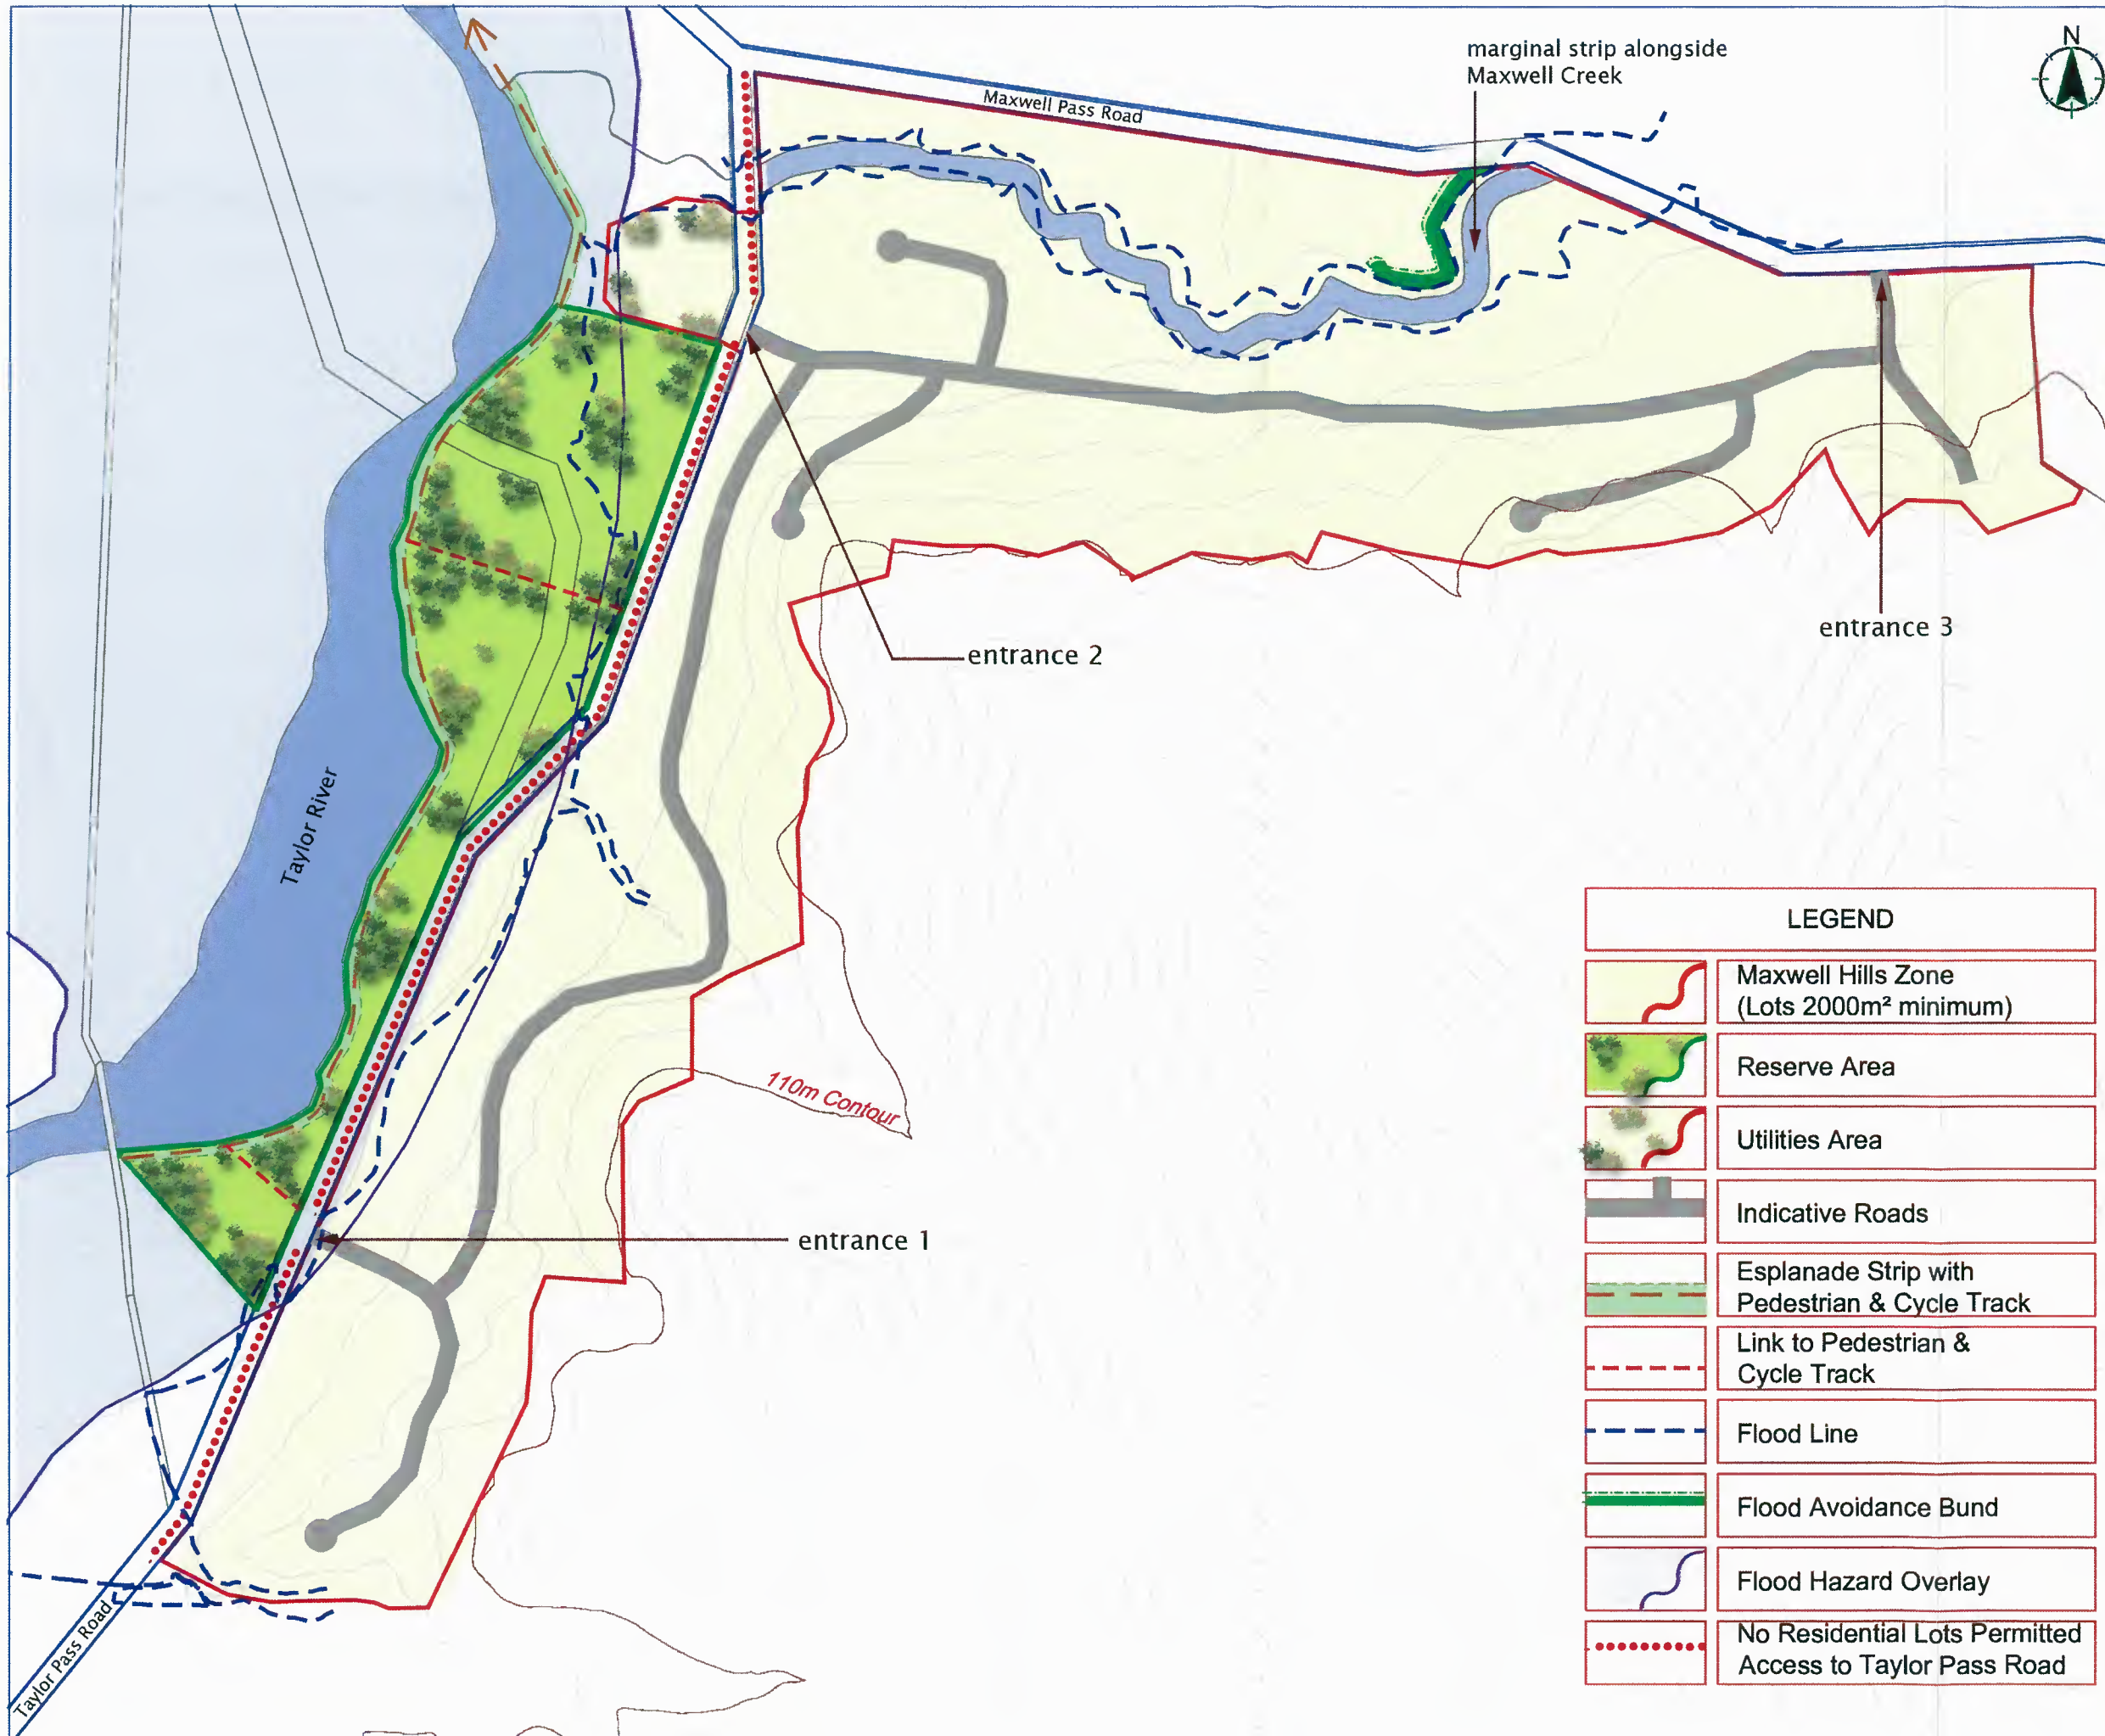 marginal strip alongside
Maxwell Creek
N
Maxwell Pass Road
entrance 3
entrance 2
Taylor River
110m Contour
entrance 1
Taylor Pass Road
LEGEND
Maxwell Hills Zone
(Lots 2000m² minimum)
Reserve Area
Utilities Area
Indicative Roads
Esplanade Strip with
Pedestrian & Cycle Track
Link to Pedestrian &
Cycle Track
Flood Line
Flood Avoidance Bund
Flood Hazard Overlay
No Residential Lots Permitted
Access to Taylor Pass Road